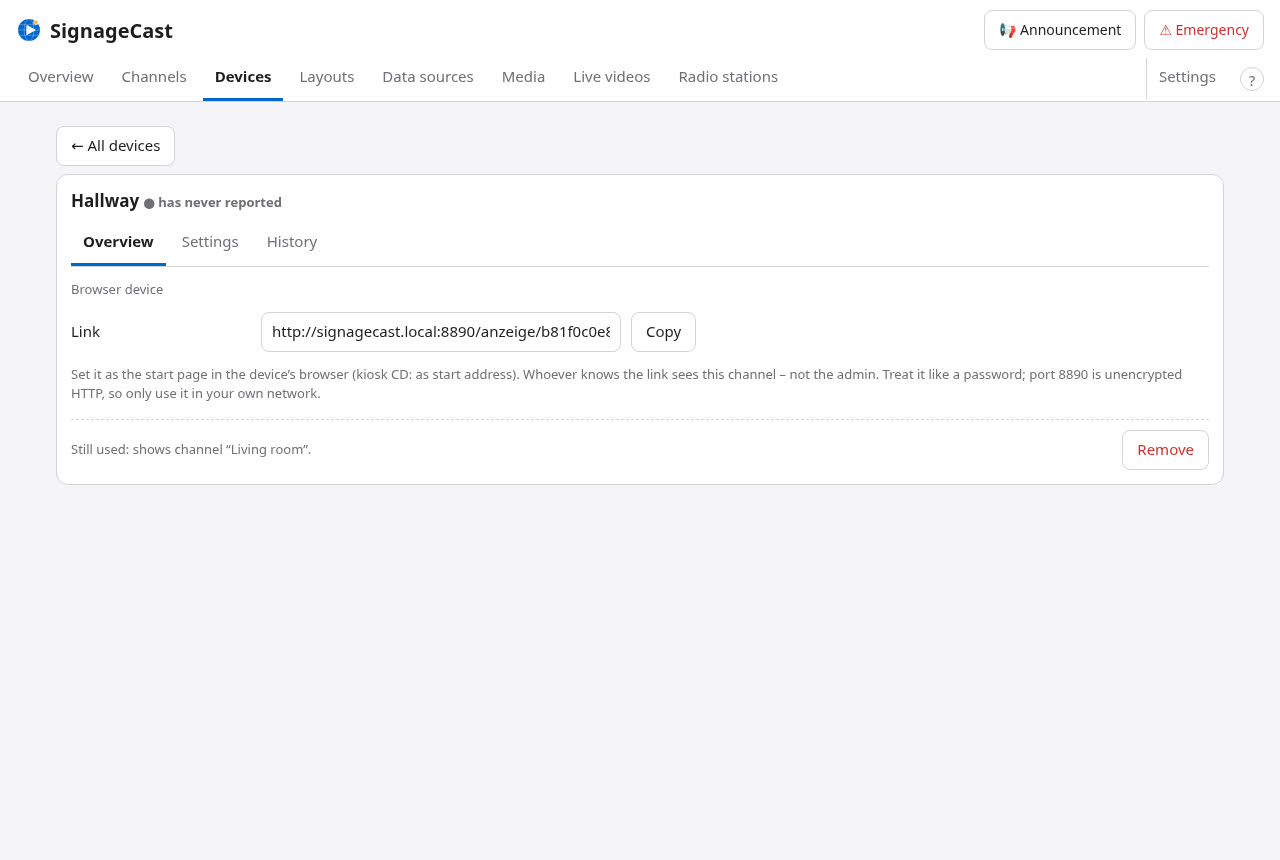 SignageCast
Announcement
⚠ Emergency
Overview
Channels
Devices
Layouts
Data sources
Media
Live videos
Radio stations
Settings
?
← All devices
Hallway ● has never reported
Overview
Settings
History
Browser device
Link
http://signagecast.local:8890/anzeige/b81f0c0e8
Copy
Set it as the start page in the device’s browser (kiosk CD: as start address). Whoever knows the link sees this channel – not the admin. Treat it like a password; port 8890 is unencrypted
HTTP, so only use it in your own network.
Still used: shows channel “Living room”.
Remove